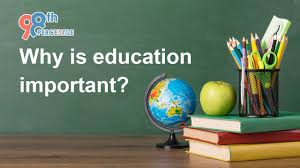 99th
PERCENTILE
Why is education
important?